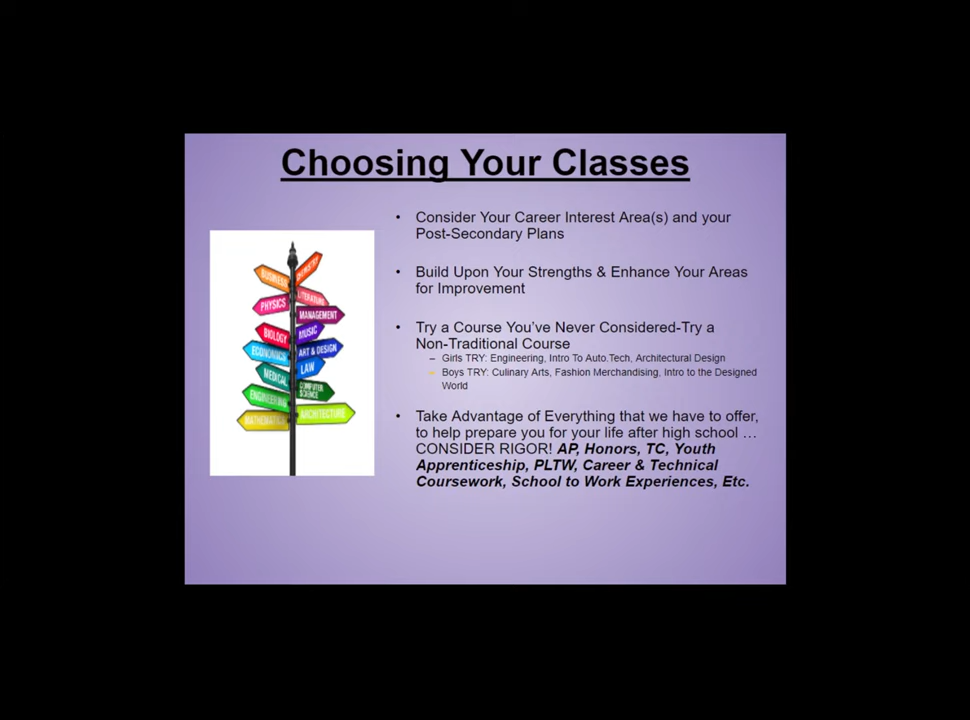 Choosing Your Classes
• Consider Your Career Interest Area(s) and your
Post-Secondary Plans
• Build Upon Your Strengths & Enhance Your Areas
for Improvement
• Try a Course You've Never Considered-Try a
Non-Traditional Course
– Girls TRY: Engineering, Intro To Auto.Tech, Architectural Design
– Boys TRY: Culinary Arts, Fashion Merchandising, Intro to the Designed
World
• Take Advantage of Everything that we have to offer,
to help prepare you for your life after high school …
CONSIDER RIGOR! AP, Honors, TC, Youth
Apprenticeship, PLTW, Career & Technical
Coursework, School to Work Experiences, Etc.
CHEMISTRY
BUSINESS
LITERATURE
PHYSICS
MANAGEMENT
MUSIC
BIOLOGY
ART & DESIGN
ECONOMICS
LAW
MEDICAL
COMPUTER
SCIENCE
ENGINEERING
ARCHITECTURE
MATHEMATICS